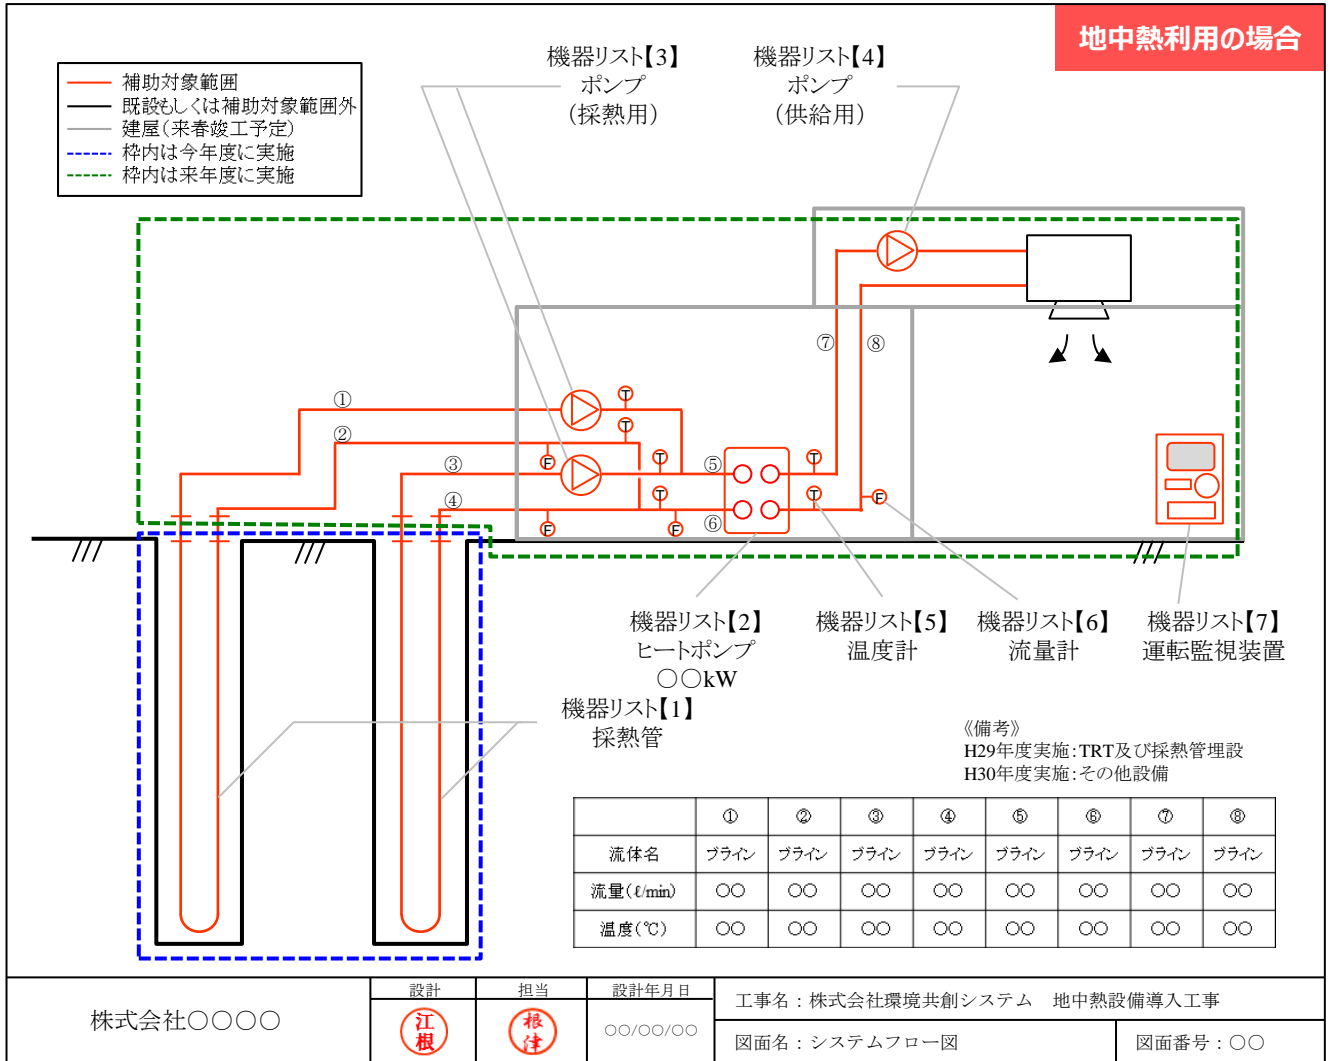 地中熱利用の場合
補助対象範囲
既設もしくは補助対象範囲外
建屋(来春竣工予定)
枠内は今年度に実施
枠内は来年度に実施
機器リスト【3】
ポンプ
(採熱用)
機器リスト【4】
ポンプ
(供給用)
⑦
⑧
①
T
②
T
F
③
T
⑤
T
④
T
T
F
F
F
⑥
機器リスト【2】
ヒートポンプ
○○kW
機器リスト【5】
温度計
機器リスト【6】
流量計
機器リスト【7】
運転監視装置
機器リスト【1】
採熱管
《備考》
H29年度実施:TRT及び採熱管埋設
H30年度実施:その他設備
① ② ③ ④ ⑤ ⑥ ⑦ ⑧
流体名 ブライン ブライン ブライン ブライン ブライン ブライン ブライン ブライン
流量(ℓ/min) ○○ ○○ ○○ ○○ ○○ ○○ ○○ ○○
温度(℃) ○○ ○○ ○○ ○○ ○○ ○○ ○○ ○○
株式会社○○○○
設計
江根
担当
根津
設計年月日
○○/○○/○○
工事名:株式会社環境共創システム 地中熱設備導入工事
図面名:システムフロー図
図面番号:○○